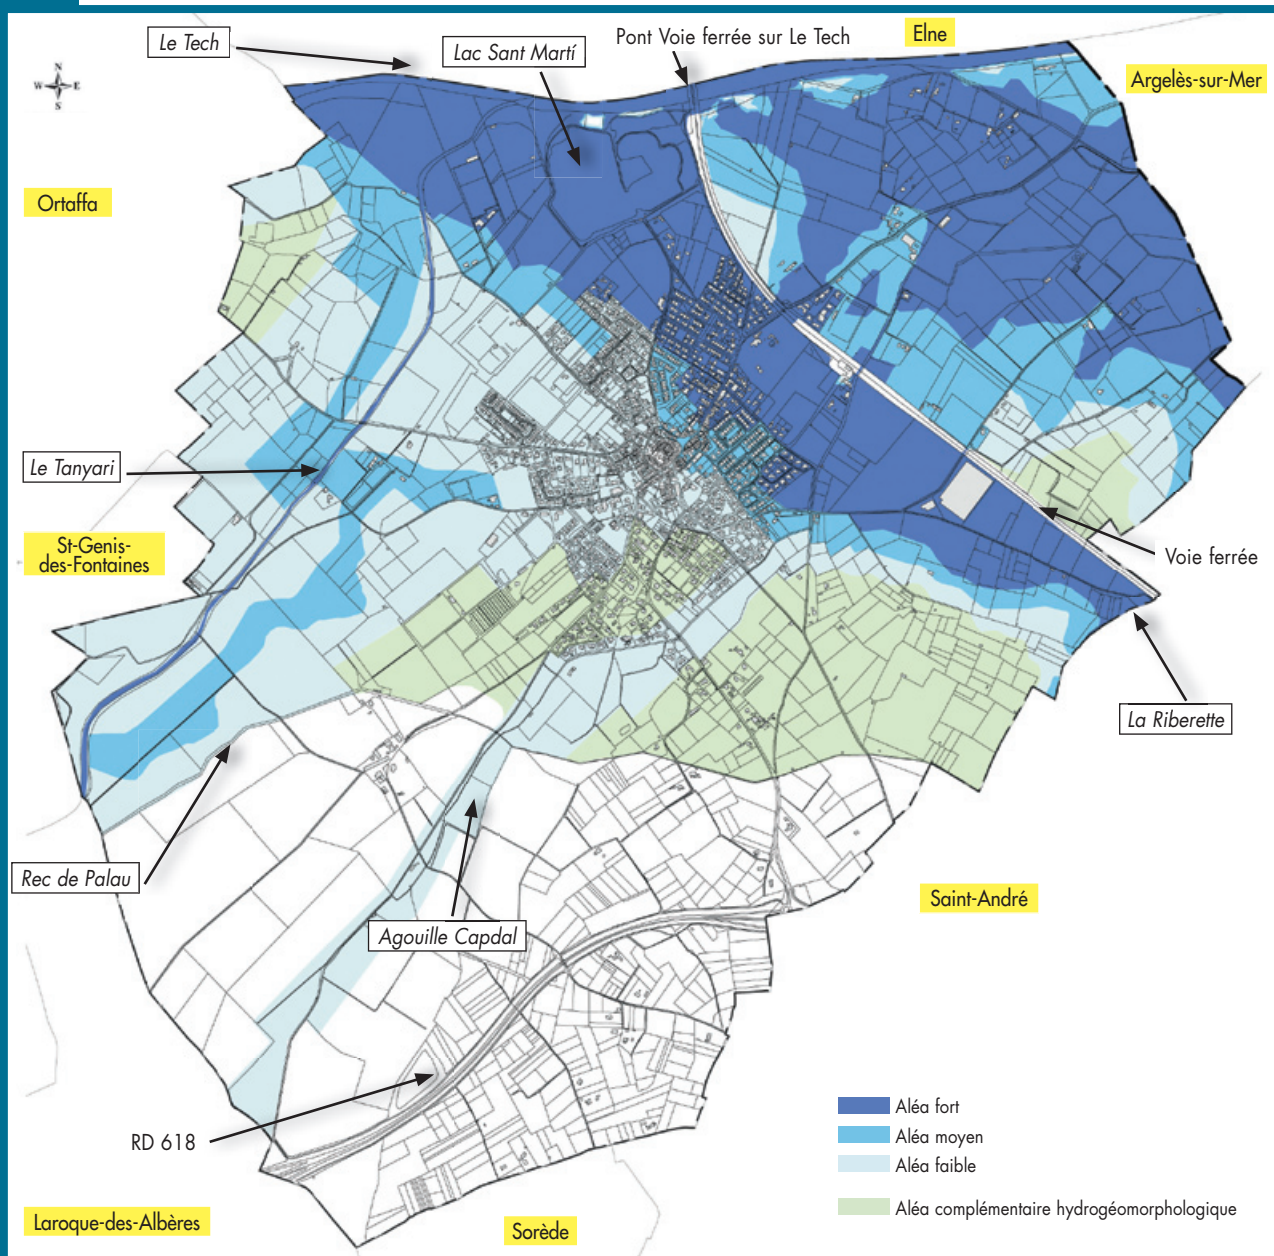 Le Tech
Lac Sant Martí
Pont Voie ferrée sur Le Tech
Elne
Argelès-sur-Mer
N
W E
S
Ortaffa
Le Tanyari
St-Genis-
des-Fontaines
Voie ferrée
La Riberette
Rec de Palau
Saint-André
Agouille Capdal
RD 618
Aléa fort
Aléa moyen
Aléa faible
Aléa complémentaire hydrogéomorphologique
Laroque-des-Albères
Sorède